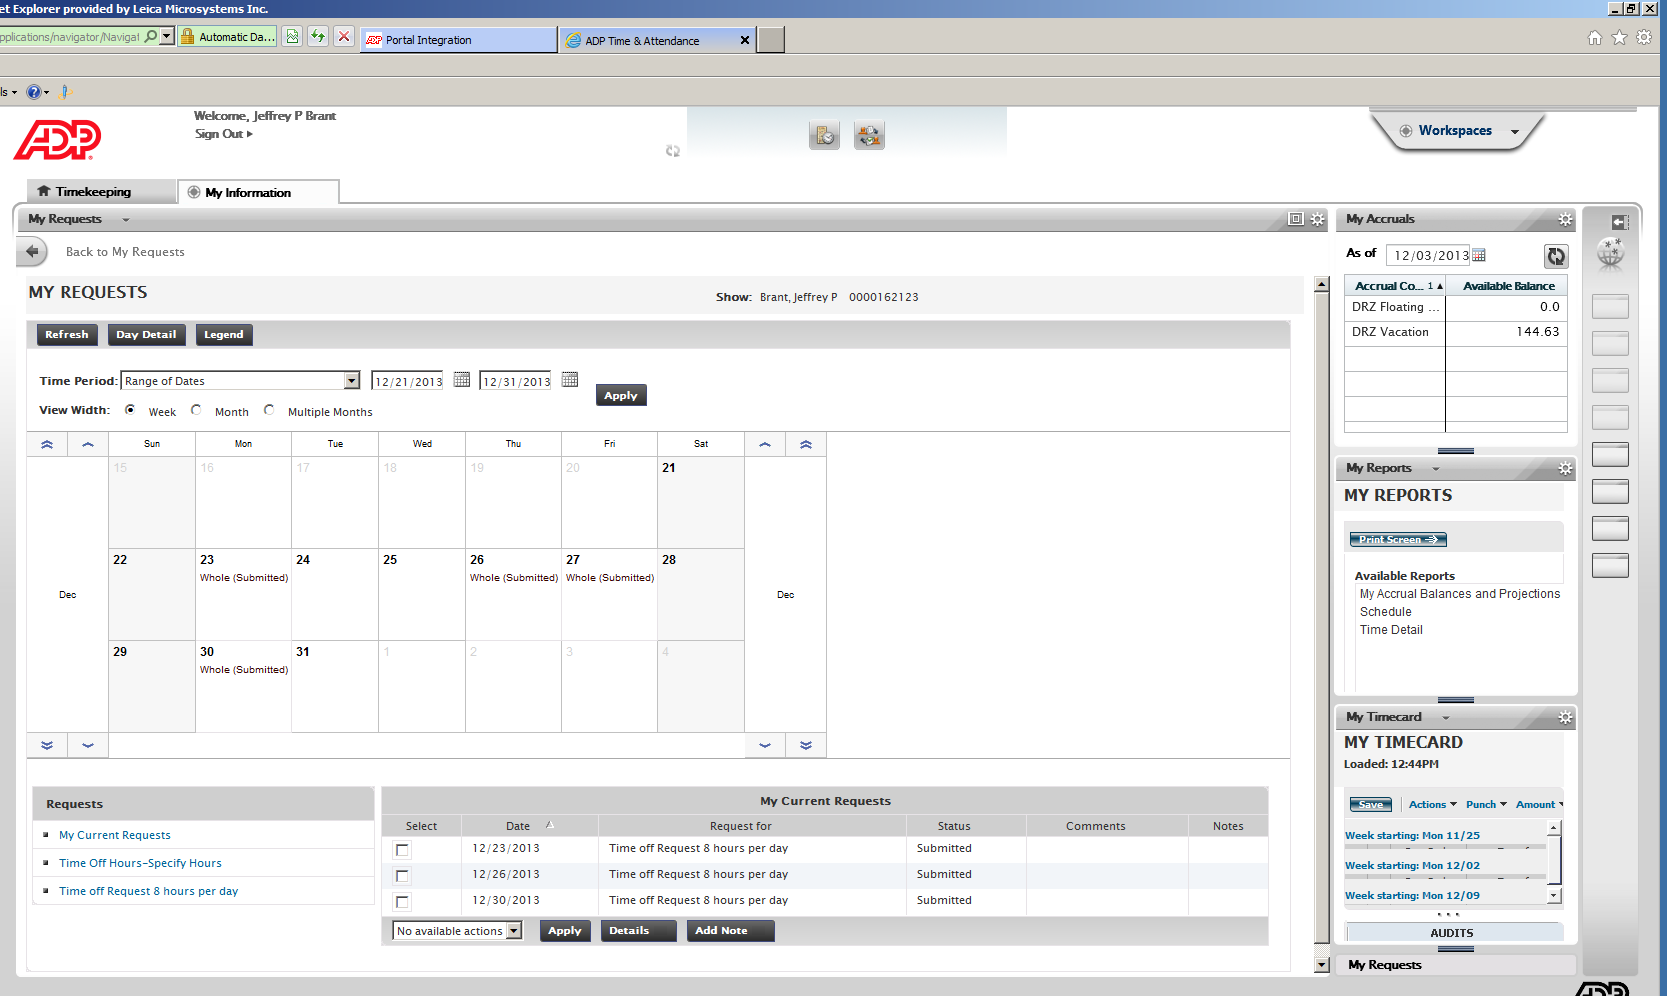 et Explorer provided by Leica Microsystems Inc.
pplications/navigator/Navigat
Automatic Da...
Portal Integration
ADP Time & Attendance
ls
Welcome, Jeffrey P Brant
Sign Out
ADP
Workspaces
Timekeeping
My Information
My Requests
Back to My Requests
MY REQUESTS
Show: Brant, Jeffrey P 0000162123
Refresh Day Detail Legend
Time Period: Range of Dates 12/21/2013 12/31/2013
Apply
View Width: Week Month Multiple Months
Sun Mon Tue Wed Thu Fri Sat
15 16 17 18 19 20 21
22 23 24 25 26 27 28
Whole (Submitted) Whole (Submitted) Whole (Submitted)
Dec Dec
29 30 31 1 2 3 4
Whole (Submitted)
Requests
My Current Requests
Time Off Hours-Specify Hours
Time off Request 8 hours per day
My Current Requests
Select Date Request for Status Comments Notes
12/23/2013 Time off Request 8 hours per day Submitted
12/26/2013 Time off Request 8 hours per day Submitted
12/30/2013 Time off Request 8 hours per day Submitted
No available actions Apply Details Add Note
My Accruals
As of 12/03/2013
Accrual Co... 1 Available Balance
DRZ Floating ... 0.0
DRZ Vacation 144.63
My Reports
MY REPORTS
Print Screen
Available Reports
My Accrual Balances and Projections
Schedule
Time Detail
My Timecard
MY TIMECARD
Loaded: 12:44PM
Save Actions Punch Amount
Week starting: Mon 11/25
Week starting: Mon 12/02
Week starting: Mon 12/09
AUDITS
My Requests
ADP